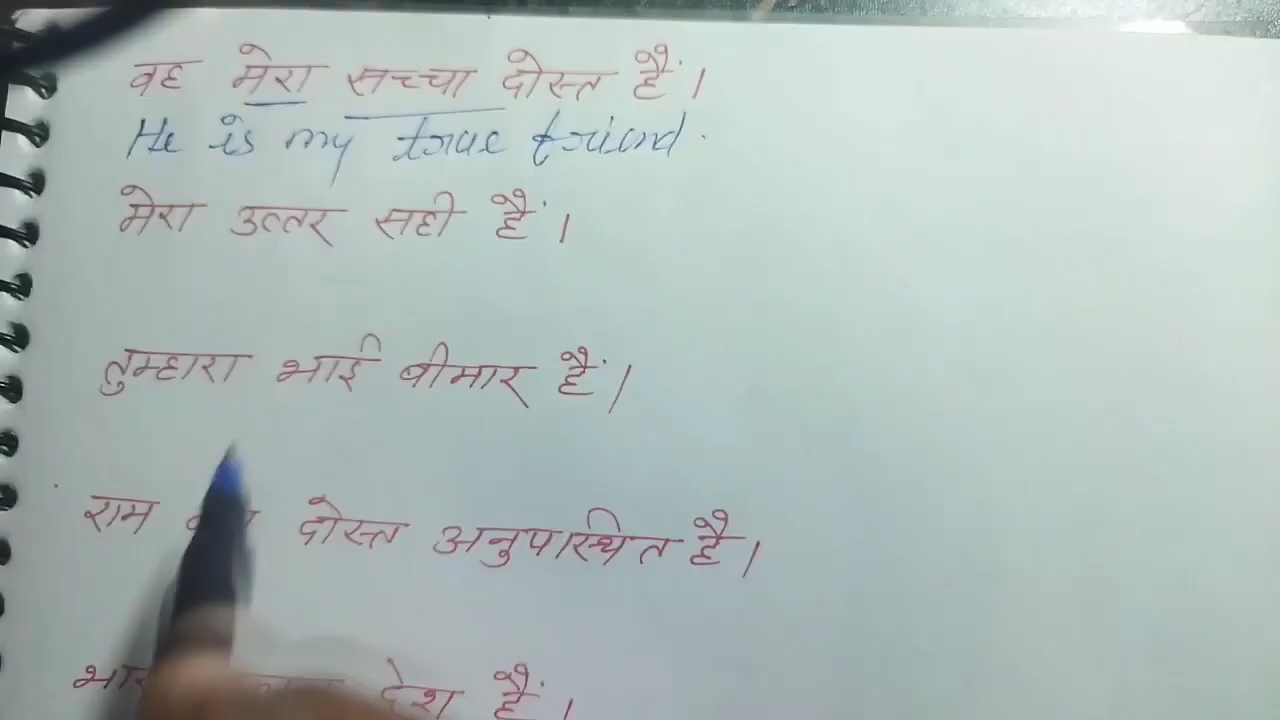 वह मेरा सच्चा दोस्त हैं।
He is my true friend.
मेरा उत्तर सही हैं।
तुम्हारा भाई बीमार हैं।
राम दोस्त अनुपस्थित है।
देश हैं।